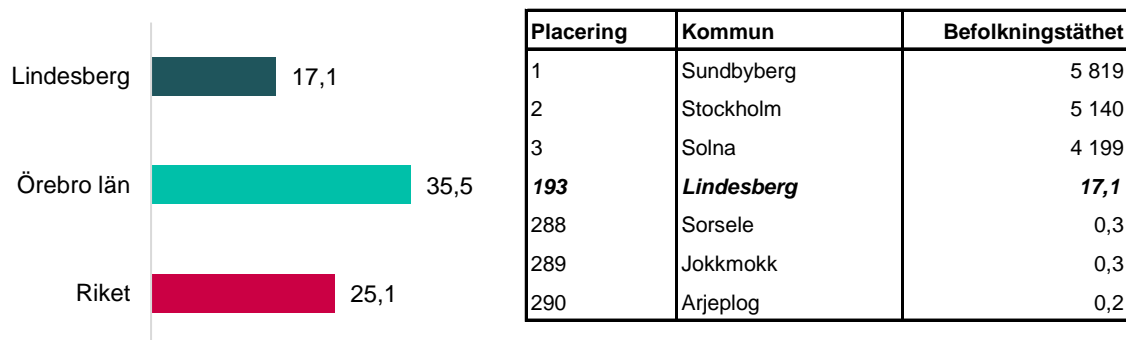 Lindesberg 17,1
Örebro län 35,5
Riket 25,1
Placering Kommun Befolkningstäthet
1 Sundbyberg 5 819
2 Stockholm 5 140
3 Solna 4 199
193 Lindesberg 17,1
288 Sorsele 0,3
289 Jokkmokk 0,3
290 Arjeplog 0,2